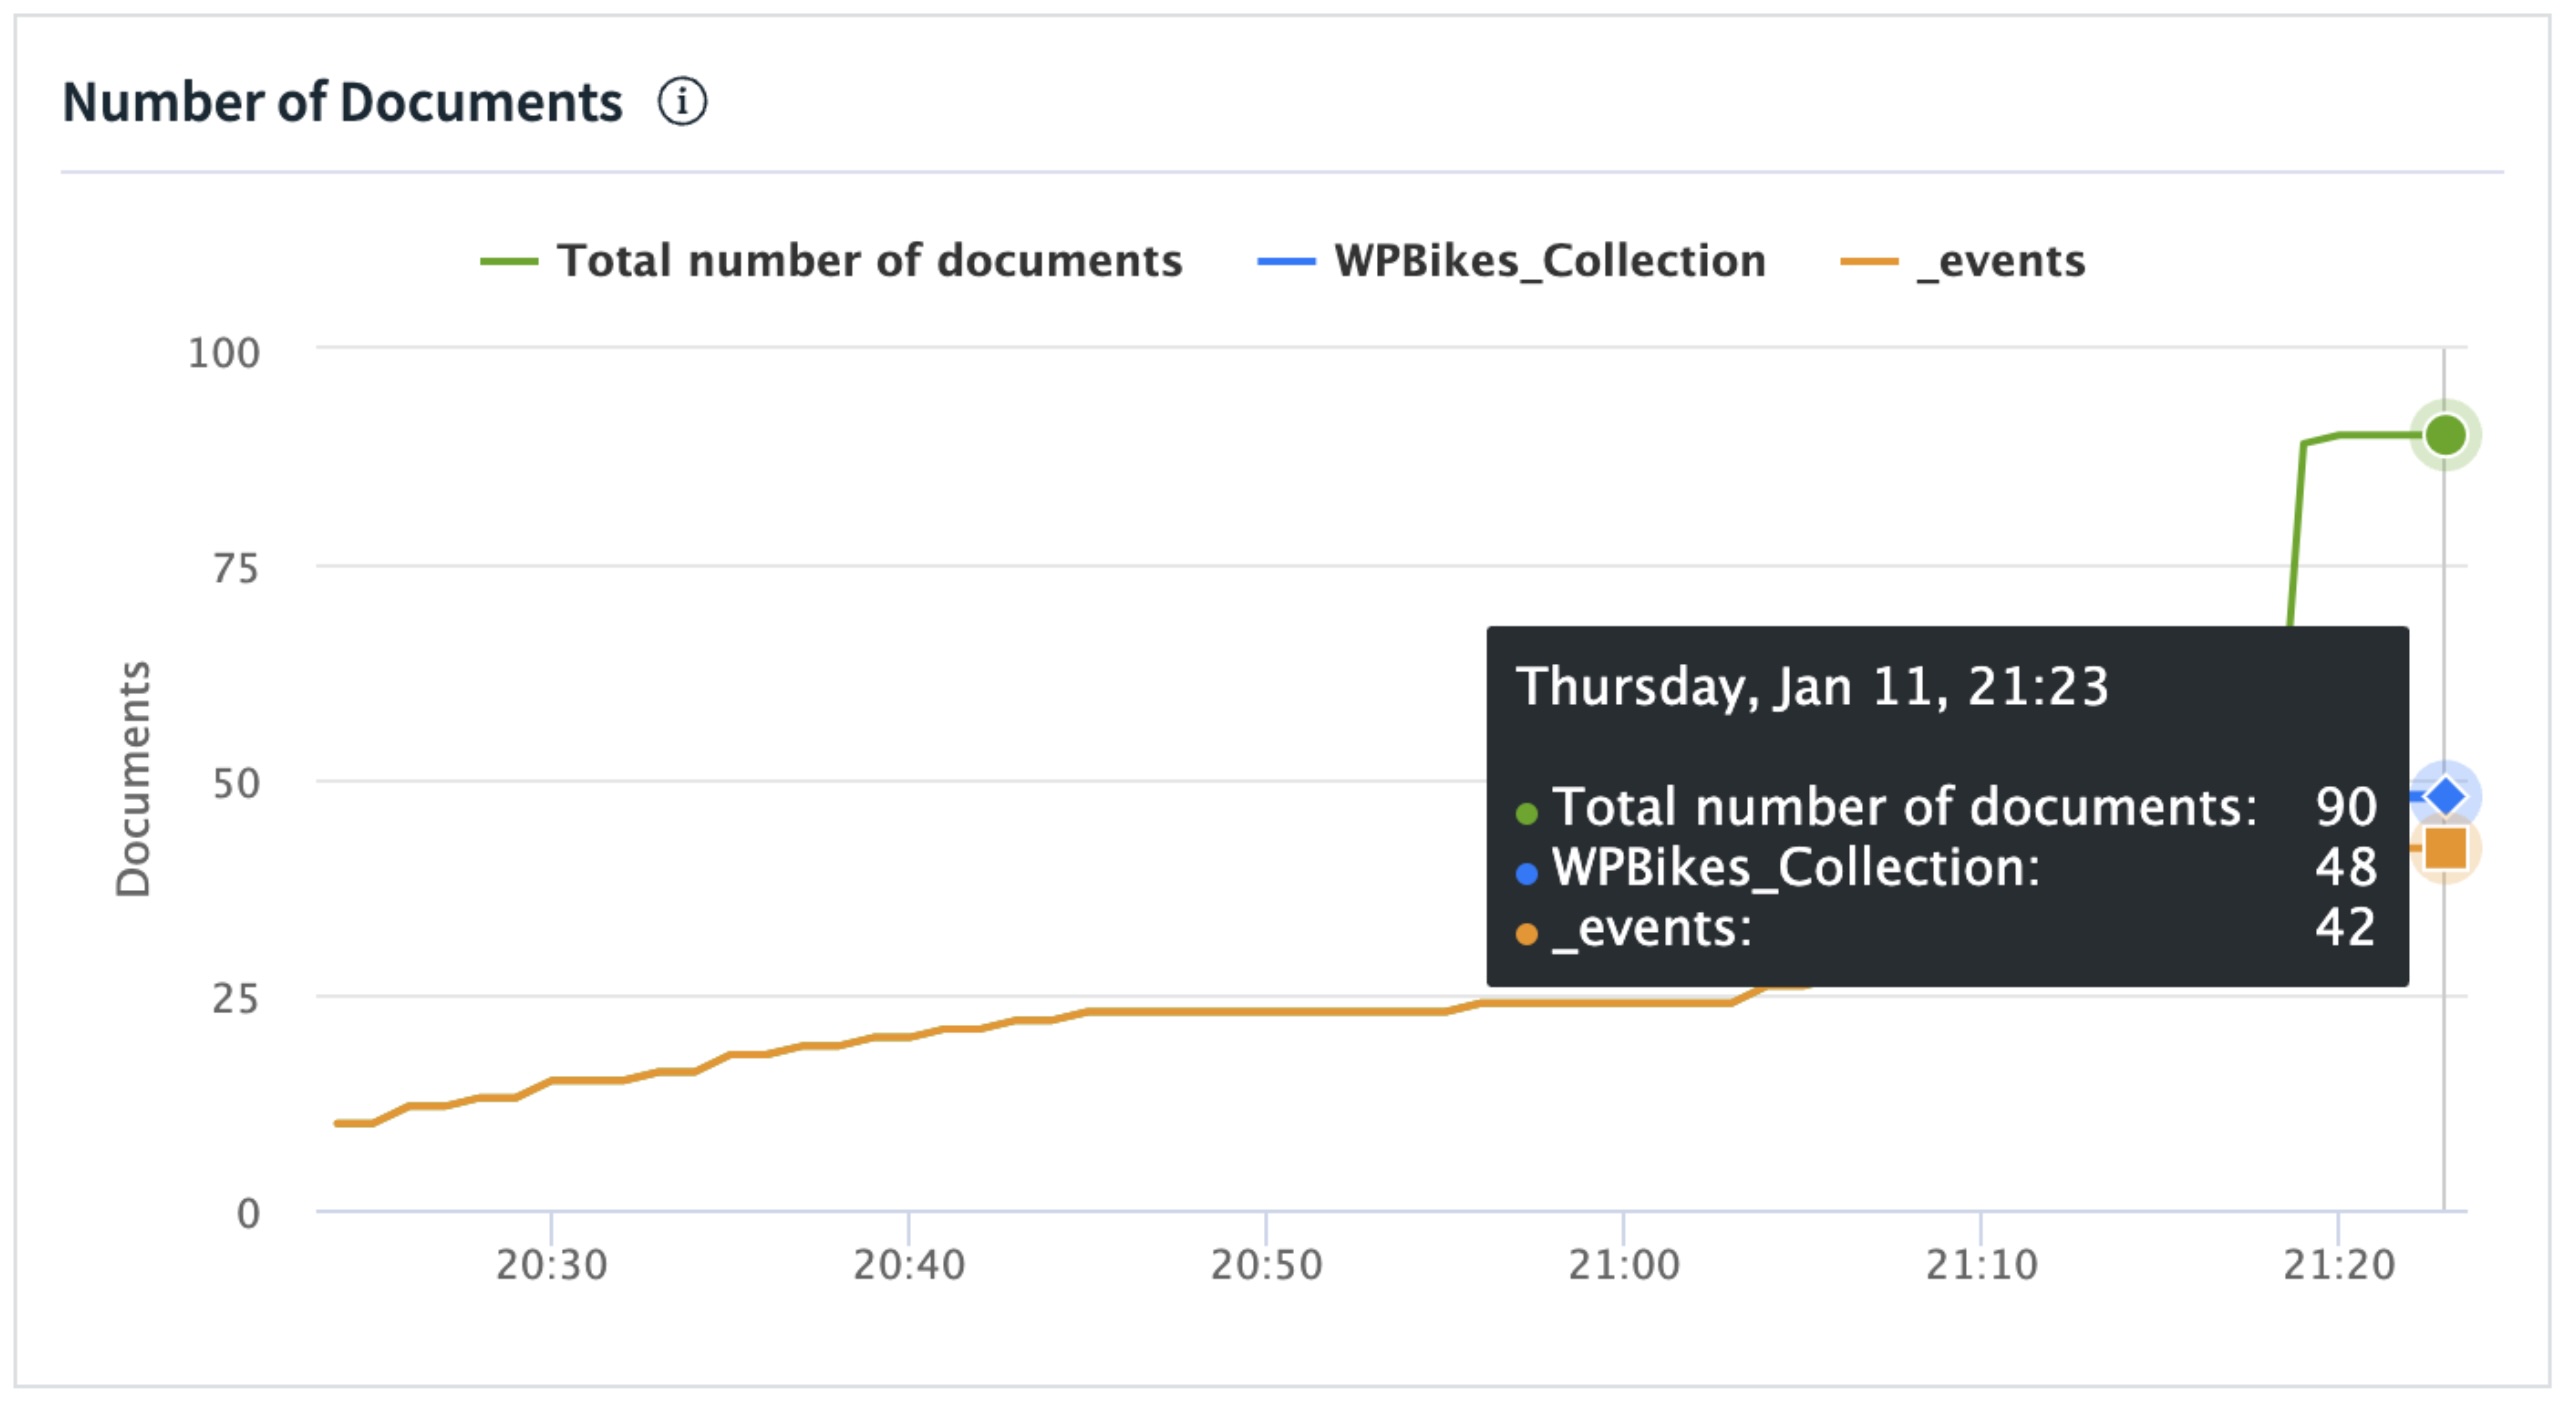 Number of Documents i
Total number of documents WPBikes_Collection _events
100
75
50
25
0
Documents
Thursday, Jan 11, 21:23
Total number of documents: 90
WPBikes_Collection: 48
_events: 42
20:30 20:40 20:50 21:00 21:10 21:20